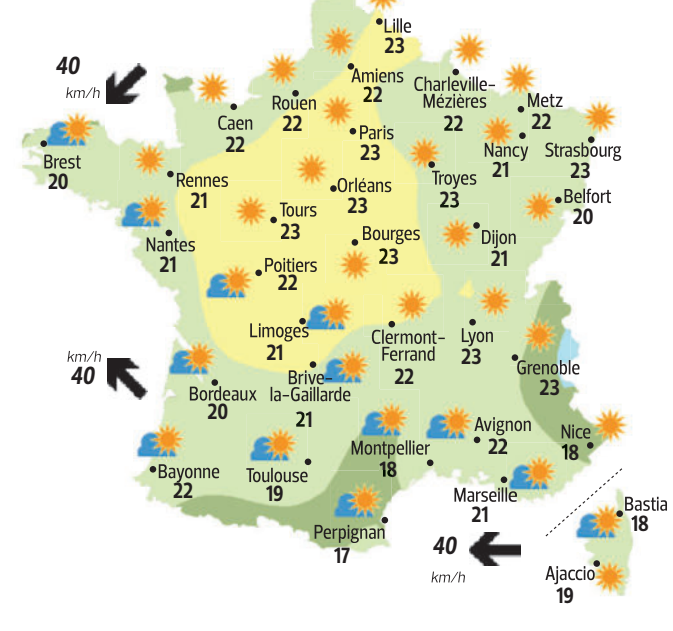 Lille
23
40
km/h
Amiens
22
Charleville-
Mézières
22
Rouen
22
Metz
22
Caen
22
Paris
23
Nancy
21
Strasbourg
23
Brest
20
Rennes
21
Troyes
23
Orléans
23
Belfort
20
Tours
23
Nantes
21
Bourges
23
Dijon
21
Poitiers
22
Limoges
21
Clermont-
Ferrand
22
Lyon
23
Grenoble
23
km/h
40
Brive-
la-Gaillarde
21
Bordeaux
20
Avignon
22
Nice
18
Montpellier
18
Bayonne
22
Toulouse
19
Marseille
21
Bastia
18
Perpignan
17
40
km/h
Ajaccio
19